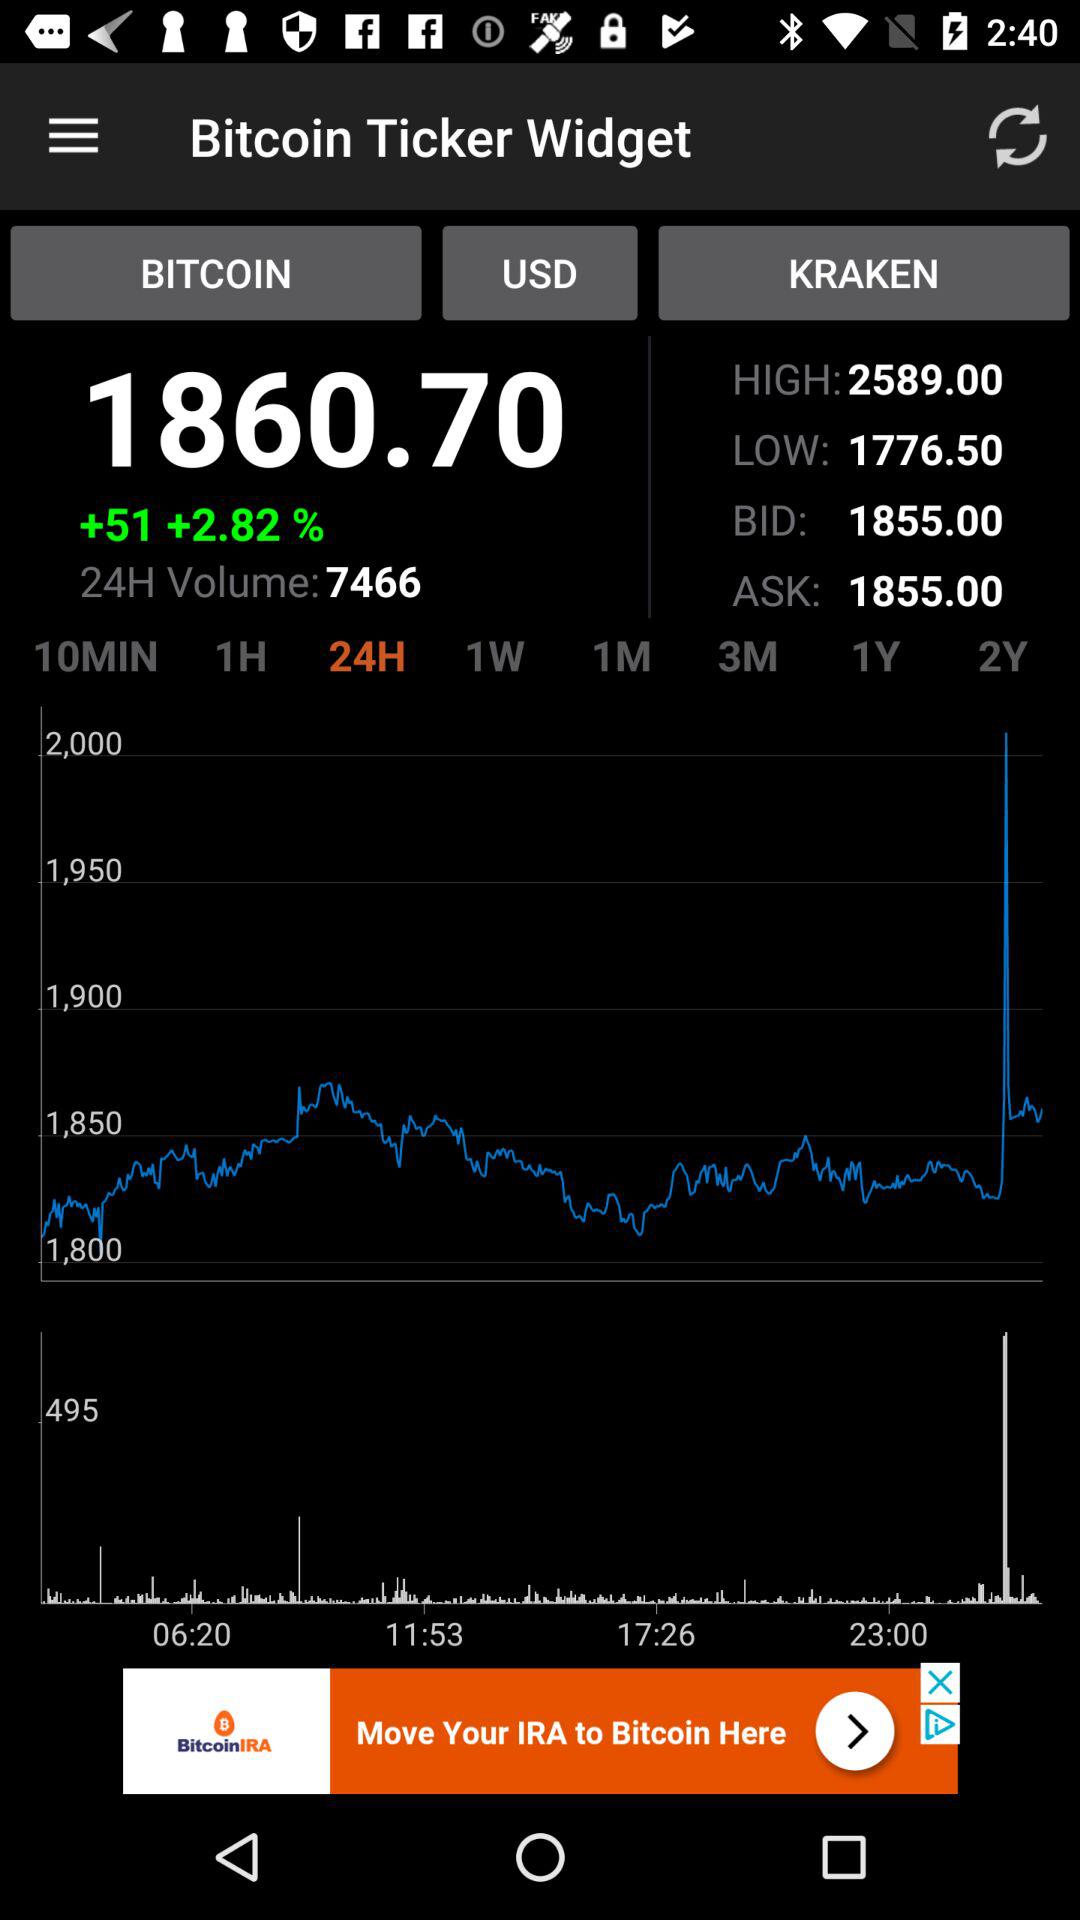 FAKE 2:40
Bitcoin Ticker Widget
BITCOIN USD KRAKEN
1860.70
+51 +2.82 %
24H Volume: 7466
HIGH: 2589.00
LOW: 1776.50
BID: 1855.00
ASK: 1855.00
10MIN 1H 24H 1W 1M 3M 1Y 2Y
2,000
1,950
1,900
1,850
1,800
495
06:20 11:53 17:26 23:00
BitcoinIRA
Move Your IRA to Bitcoin Here